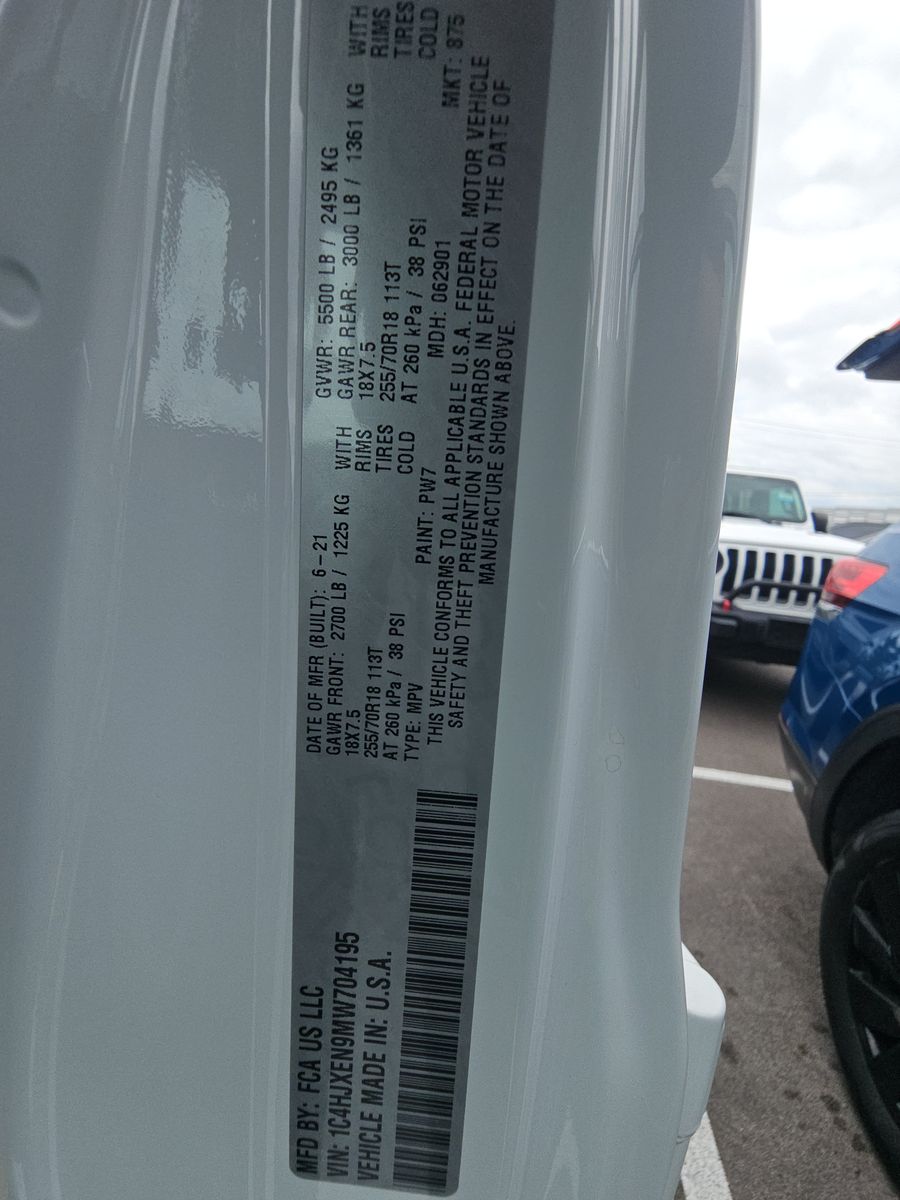 MFD BY: FCA US LLC
VIN: 1C4HJXEN9MW704195
VEHICLE MADE IN: U.S.A.
DATE OF MFR (BUILT): 6-21
GAWR FRONT: 2700 LB / 1225 KG WITH
18X7.5 RIMS
255/70R18 113T TIRES
AT 260 kPa / 38 PSI COLD
GVWR: 5500 LB / 2495 KG
GAWR REAR: 3000 LB / 1361 KG WITH
18X7.5 RIMS
255/70R18 113T TIRES
AT 260 kPa / 38 PSI COLD
TYPE: MPV PAINT: PW7 MDH: 062901 MKT: 875
THIS VEHICLE CONFORMS TO ALL APPLICABLE U.S.A. FEDERAL MOTOR VEHICLE
SAFETY AND THEFT PREVENTION STANDARDS IN EFFECT ON THE DATE OF
MANUFACTURE SHOWN ABOVE.